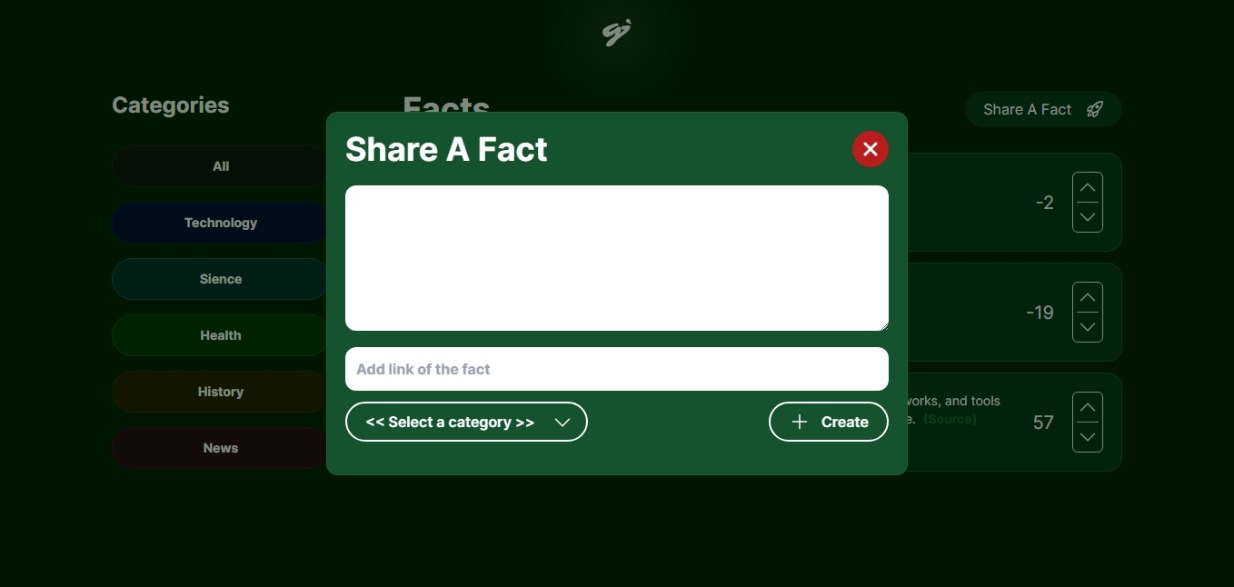 Categories
Facts
Share A Fact
All
Technology
Sience
Health
History
News
Share A Fact
Add link of the fact
<< Select a category >>
Create
-2
-19
works, and tools
e. (Source)
57